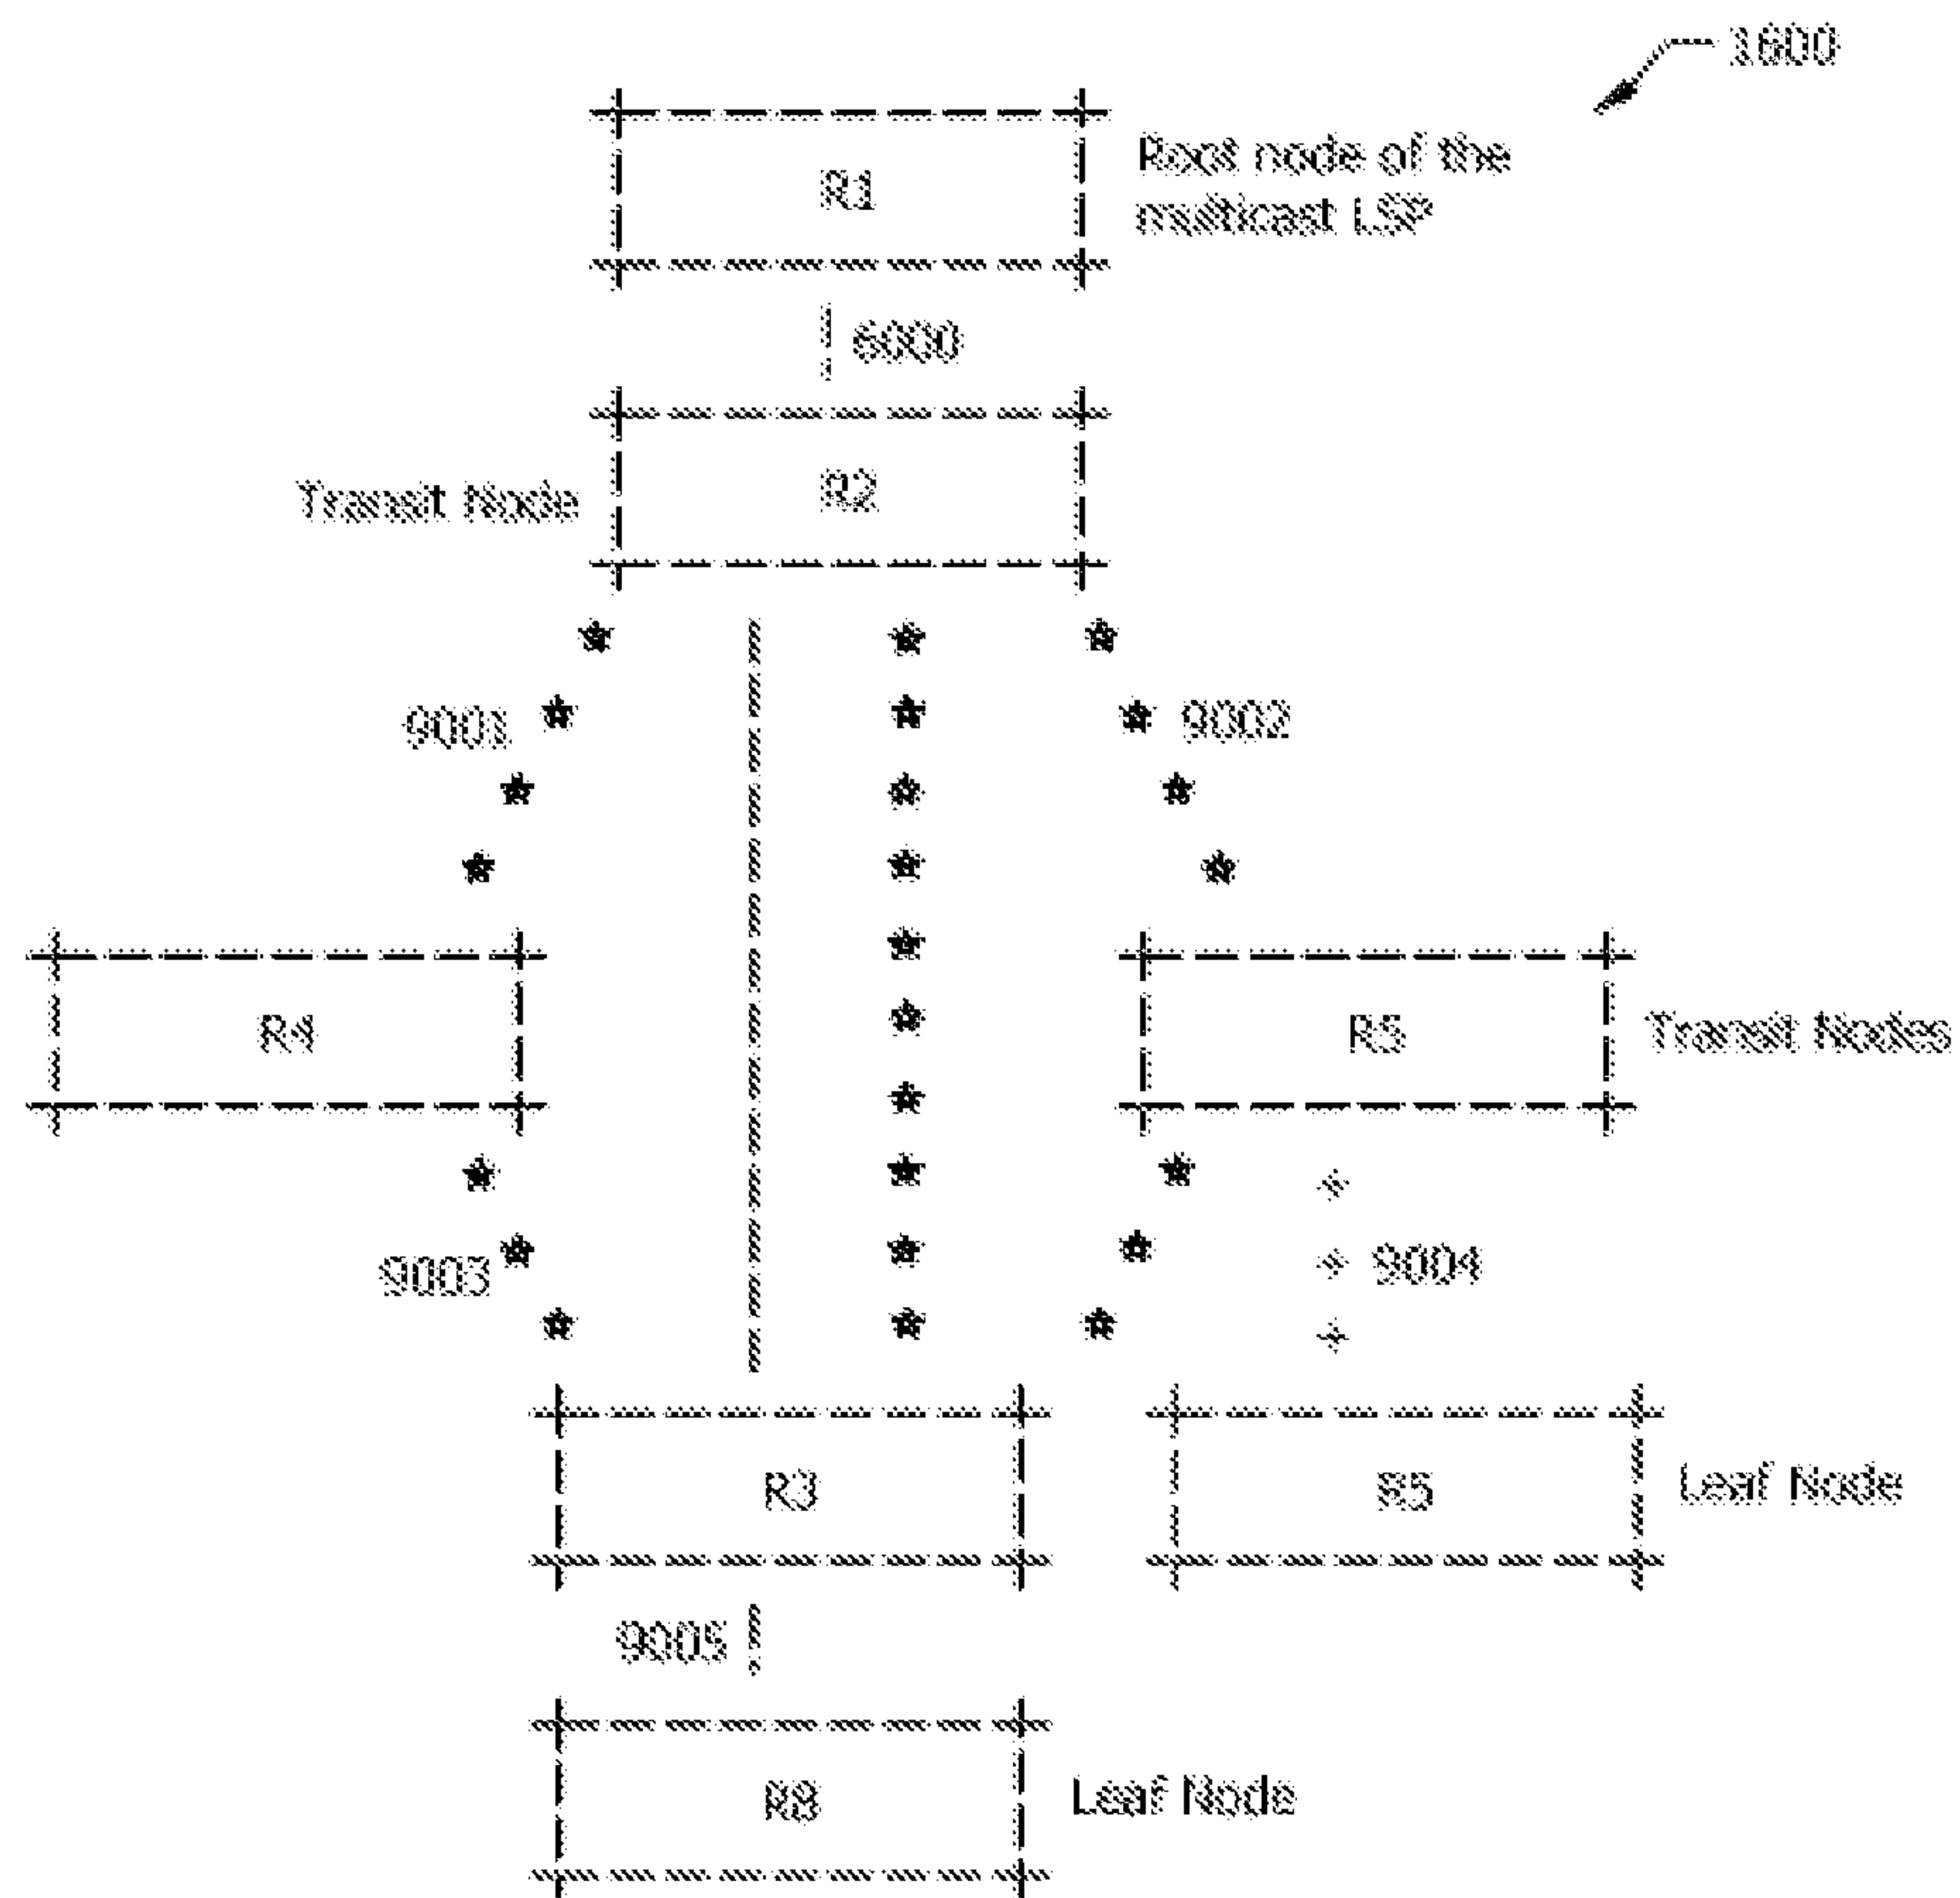 1600
R1
Root node of the
multicast LSP
6000
Transit Node
R2
9001
9002
R4
R5
Transit Nodes
9003
9004
R3
R5
Leaf Node
9005
R8
Leaf Node